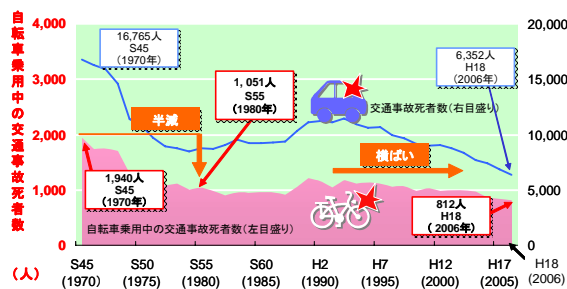 自転車乗用中の交通事故死者数
(人)
4,000
3,000
2,000
1,000
0
20,000
15,000
10,000
5,000
0
16,765人
S45
(1970年)
1,051人
S55
(1980年)
6,352人
H18
(2006年)
交通事故死者数(右目盛り)
半減
横ばい
1,940人
S45
(1970年)
812人
H18
(2006年)
自転車乗用中の交通事故死者数(左目盛り)
S45 S50 S55 S60 H2 H7 H12 H17 H18
(1970) (1975) (1980) (1985) (1990) (1995) (2000) (2005) (2006)